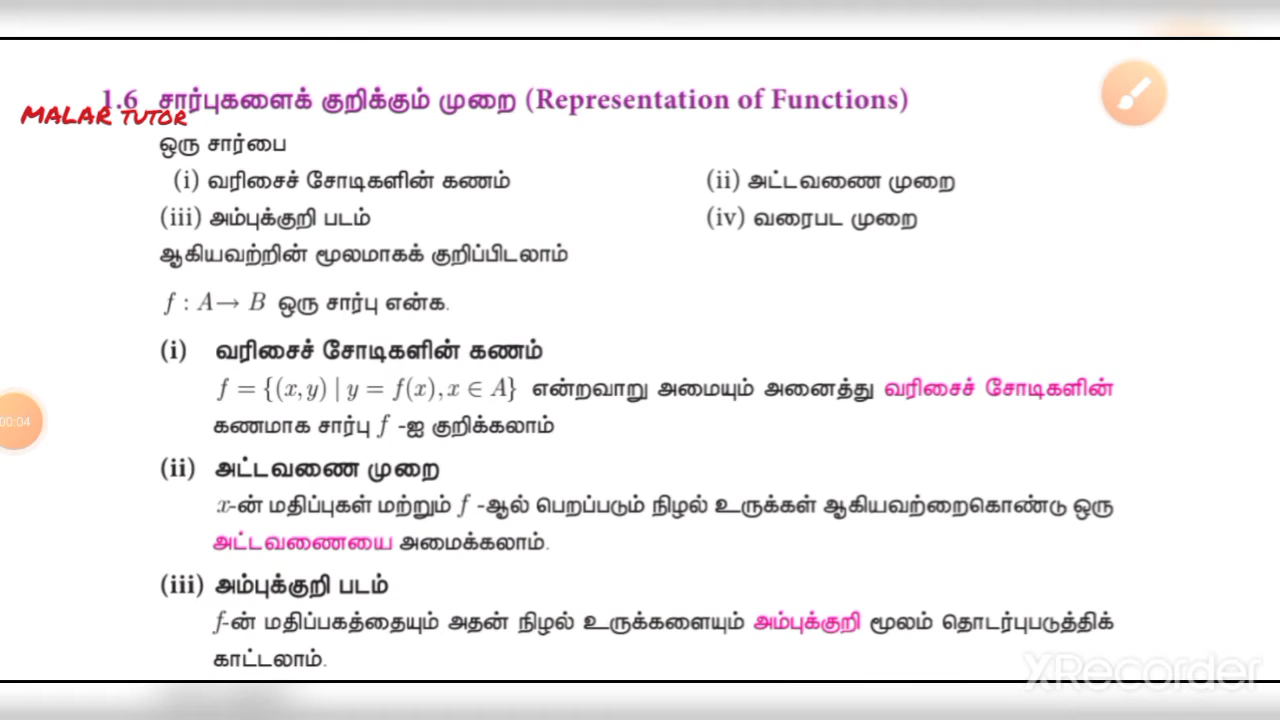 1.6 சார்புகளைக் குறிக்கும் முறை (Representation of Functions)
MALAR TUTOR
ஒரு சார்பை
(i) வரிசைச் சோடிகளின் கணம் (ii) அட்டவணை முறை
(iii) அம்புக்குறி படம் (iv) வரைபட முறை
ஆகியவற்றின் மூலமாகக் குறிப்பிடலாம்
f : A → B ஒரு சார்பு என்க.
(i) வரிசைச் சோடிகளின் கணம்
f = {(x, y) | y = f(x), x ∈ A} என்றவாறு அமையும் அனைத்து வரிசைச் சோடிகளின்
00:04
கணமாக சார்பு f -ஐ குறிக்கலாம்
(ii) அட்டவணை முறை
x-ன் மதிப்புகள் மற்றும் f -ஆல் பெறப்படும் நிழல் உருக்கள் ஆகியவற்றைகொண்டு ஒரு
அட்டவணையை அமைக்கலாம்.
(iii) அம்புக்குறி படம்
f-ன் மதிப்பகத்தையும் அதன் நிழல் உருக்களையும் அம்புக்குறி மூலம் தொடர்புபடுத்திக்
காட்டலாம்.
XRecorder